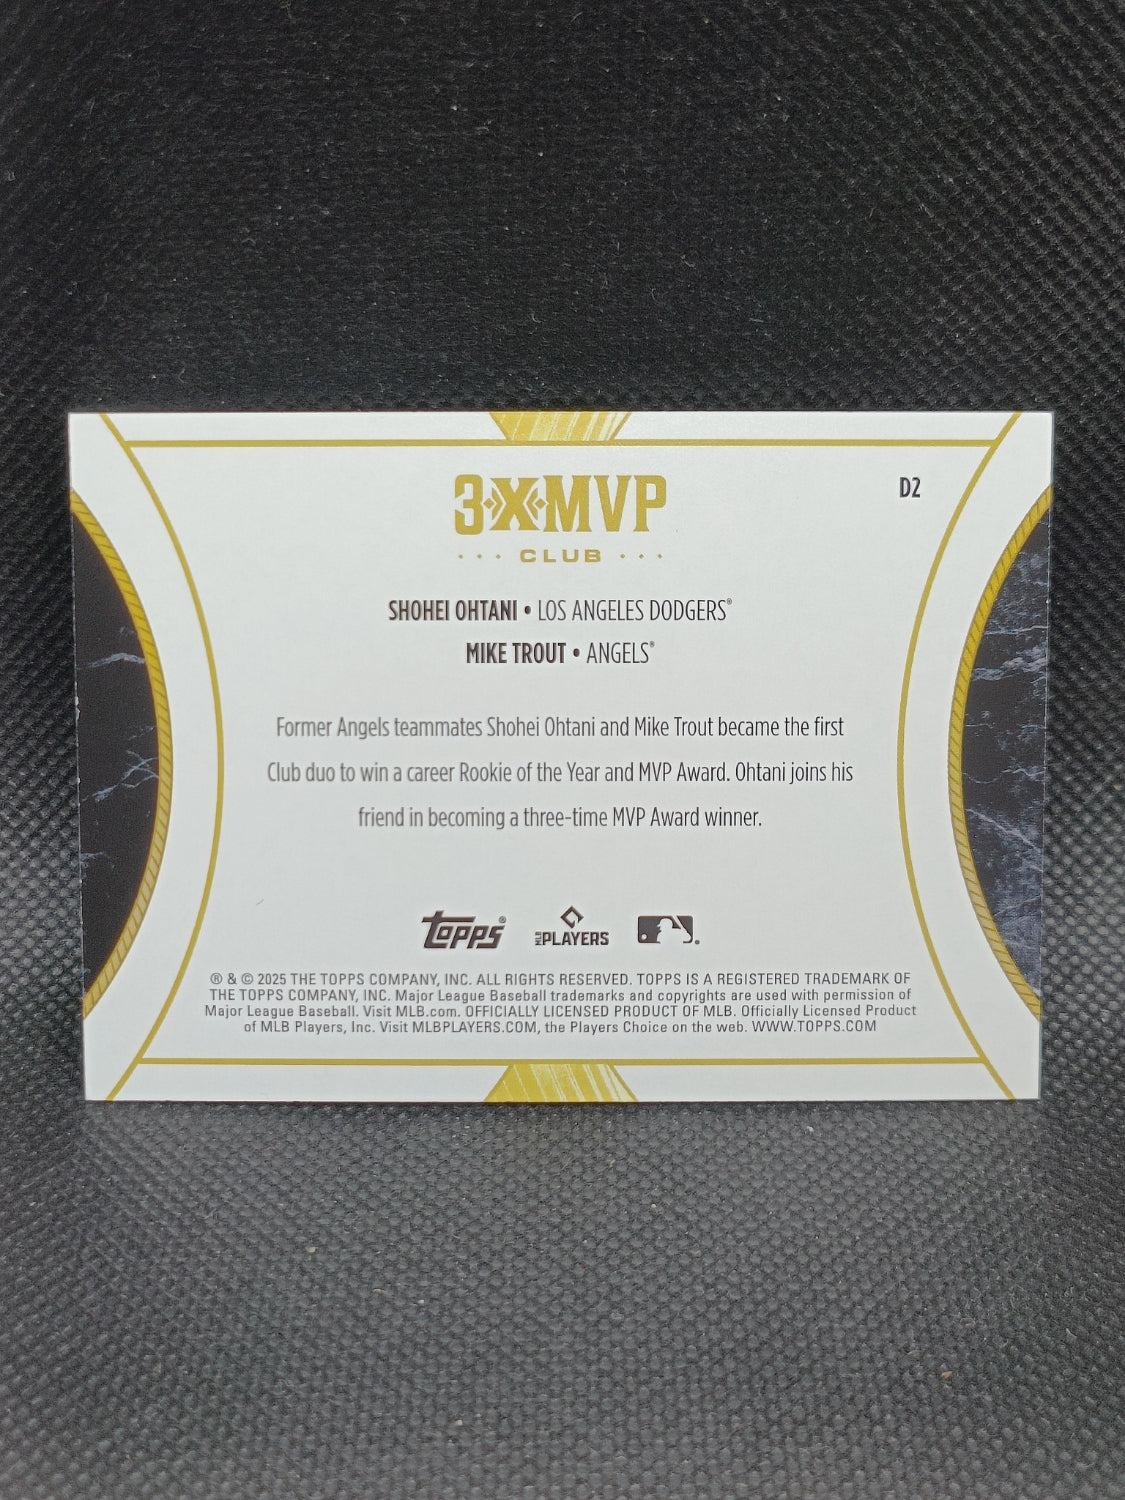 3XMVP
D2
CLUB
SHOHEI OHTANI • LOS ANGELES DODGERS®
MIKE TROUT • ANGELS®
Former Angels teammates Shohei Ohtani and Mike Trout became the first
Club duo to win a career Rookie of the Year and MVP Award. Ohtani joins his
friend in becoming a three-time MVP Award winner.
topps® MLB PLAYERS
® & © 2025 THE TOPPS COMPANY, INC. ALL RIGHTS RESERVED. TOPPS IS A REGISTERED TRADEMARK OF
THE TOPPS COMPANY, INC. Major League Baseball trademarks and copyrights are used with permission of
Major League Baseball. Visit MLB.com. OFFICIALLY LICENSED PRODUCT OF MLB. Officially Licensed Product
of MLB Players, Inc. Visit MLBPLAYERS.COM, the Players Choice on the web. WWW.TOPPS.COM